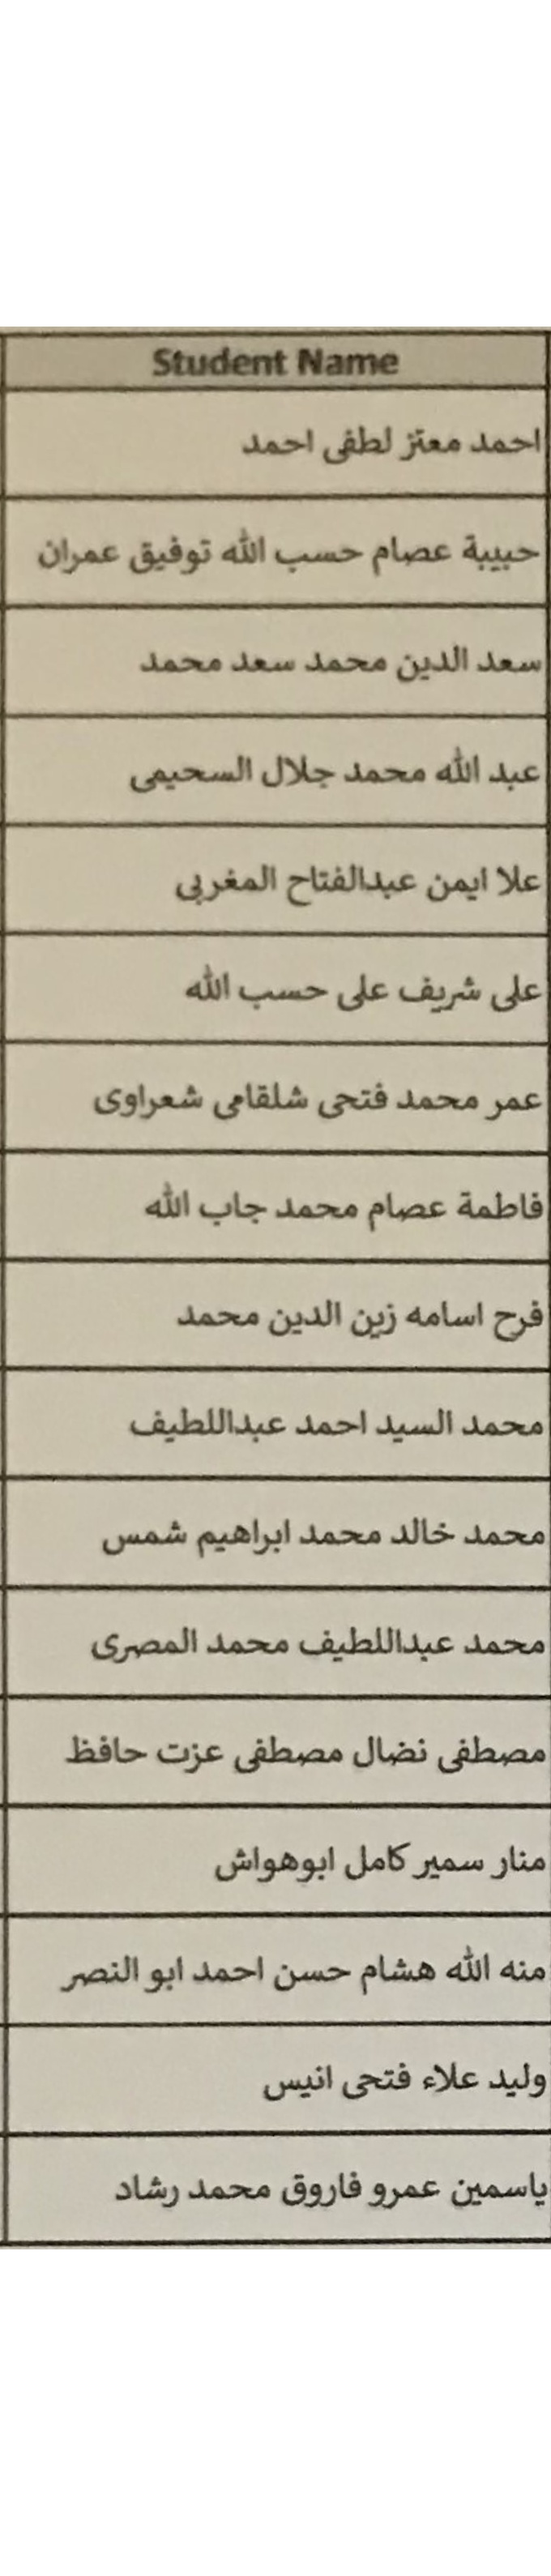 Student Name
احمد معتز لطفى احمد
حبيبة عصام حسب الله توفيق عمران
سعد الدين محمد سعد محمد
عبد الله محمد جلال السحيمى
علا ايمن عبدالفتاح المغربى
على شريف على حسب الله
عمر محمد فتحى شلقامى شعراوى
فاطمة عصام محمد جاب الله
فرح اسامه زين الدين محمد
محمد السيد احمد عبداللطيف
محمد خالد محمد ابراهيم شمس
محمد عبداللطيف محمد المصرى
مصطفى نضال مصطفى عزت حافظ
منار سمير كامل ابوهواش
منه الله هشام حسن احمد ابو النصر
وليد علاء فتحى انيس
ياسمين عمرو فاروق محمد رشاد